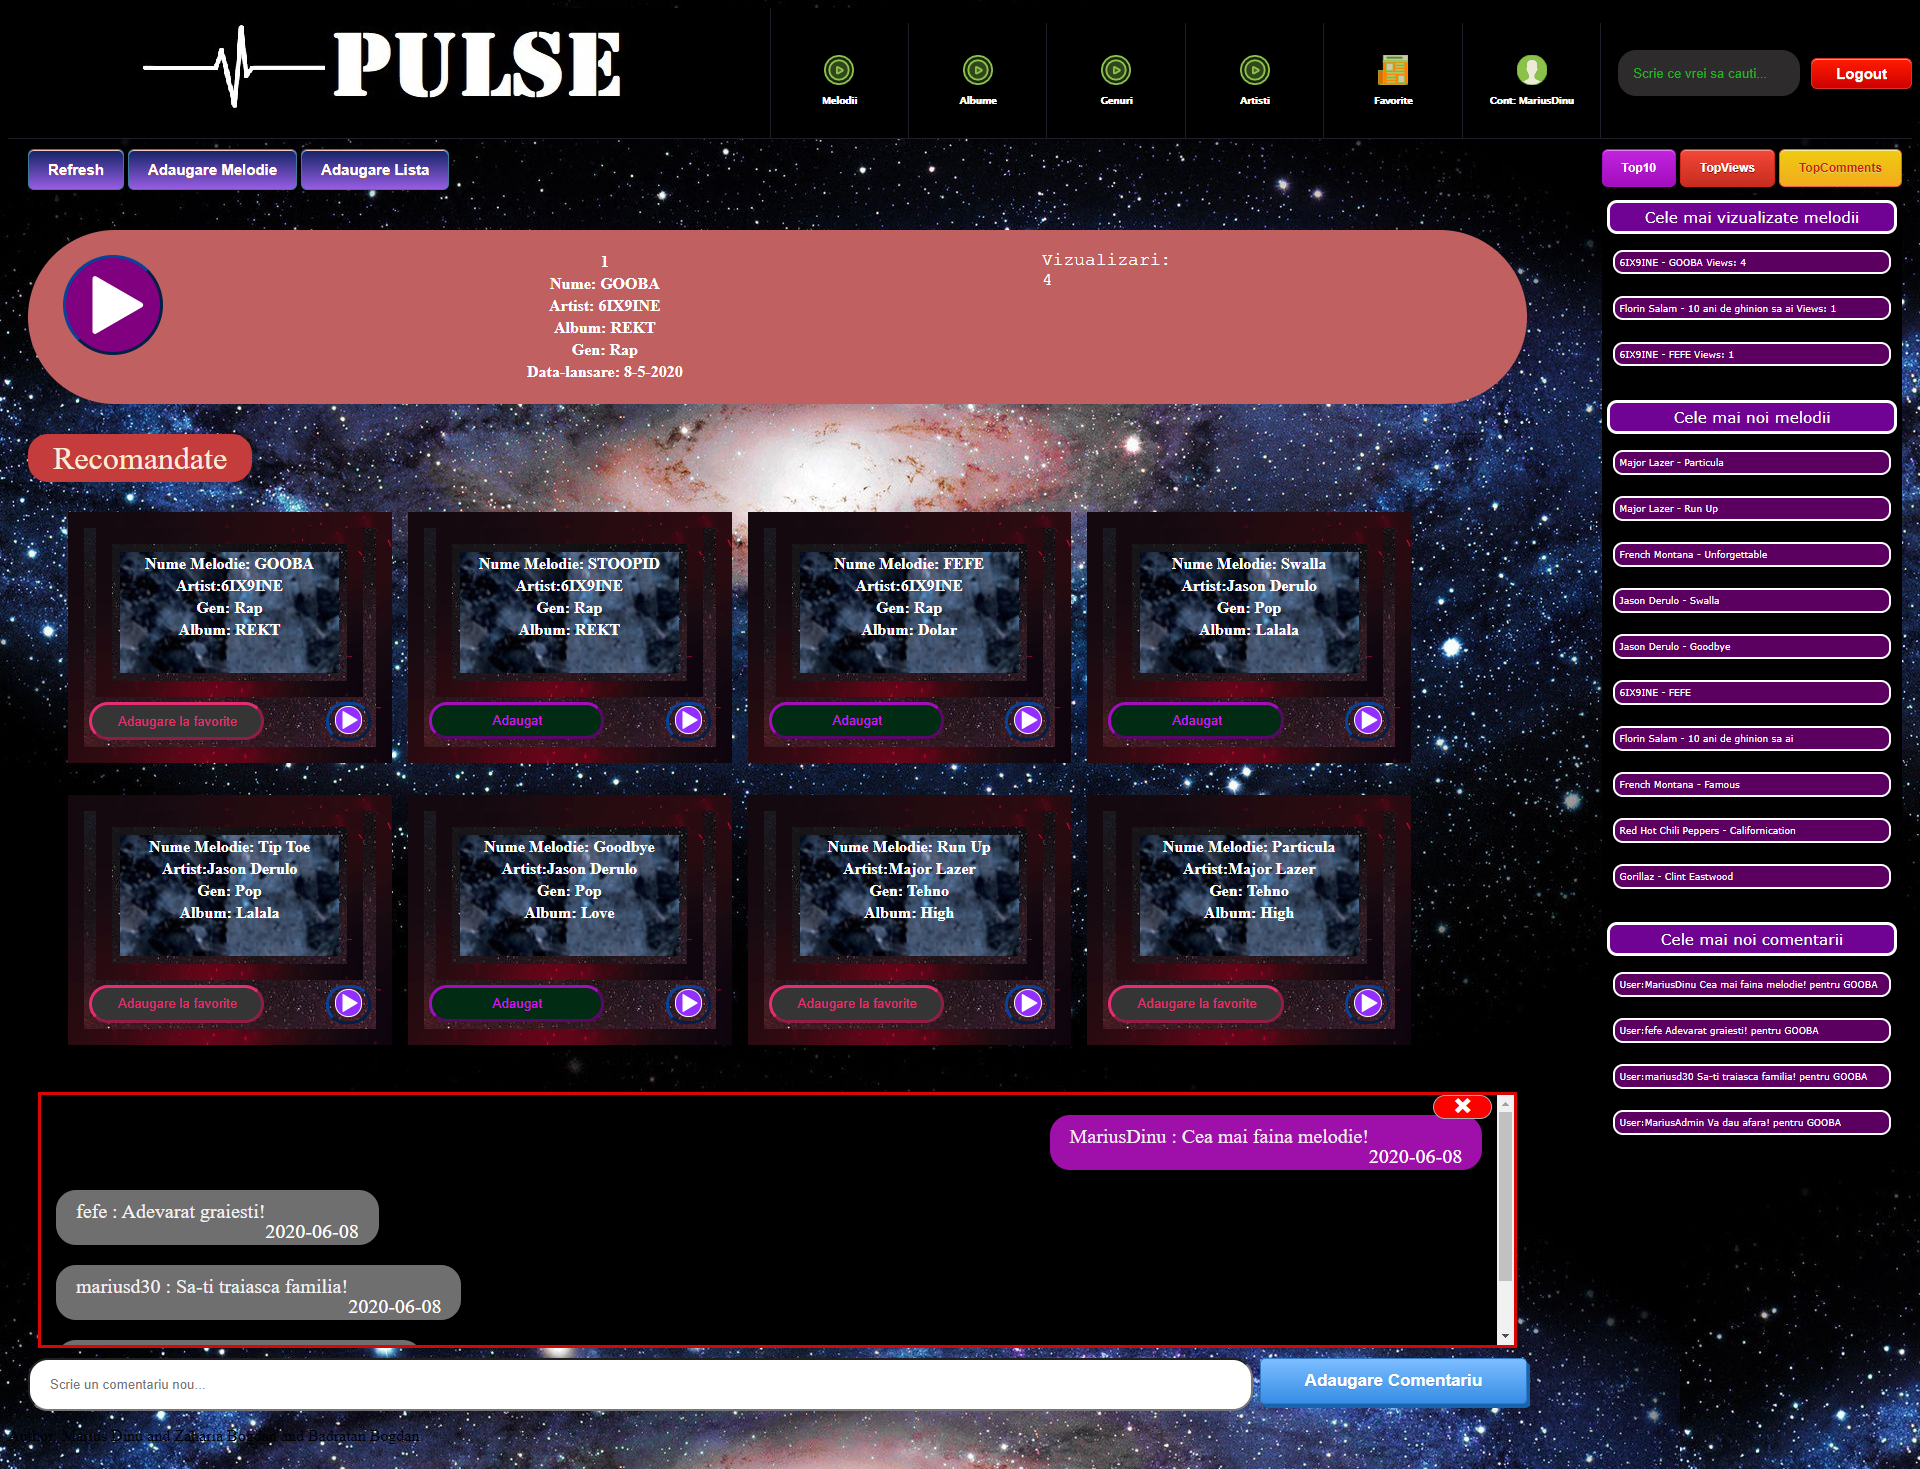 PULSE
Melodii
Albume
Genuri
Artisti
Favorite
Cont: MariusDinu
Scrie ce vrei sa cauti...
Logout
Refresh
Adaugare Melodie
Adaugare Lista
Top10
TopViews
TopComments
1
Nume: GOOBA
Artist: 6IX9INE
Album: REKT
Gen: Rap
Data-lansare: 8-5-2020
Vizualizari:
4
Recomandate
Nume Melodie: GOOBA
Artist:6IX9INE
Gen: Rap
Album: REKT
Adaugare la favorite
Nume Melodie: STOOPID
Artist:6IX9INE
Gen: Rap
Album: REKT
Adaugat
Nume Melodie: FEFE
Artist:6IX9INE
Gen: Rap
Album: Dolar
Adaugat
Nume Melodie: Swalla
Artist:Jason Derulo
Gen: Pop
Album: Lalala
Adaugat
Nume Melodie: Tip Toe
Artist:Jason Derulo
Gen: Pop
Album: Lalala
Adaugare la favorite
Nume Melodie: Goodbye
Artist:Jason Derulo
Gen: Pop
Album: Love
Adaugat
Nume Melodie: Run Up
Artist:Major Lazer
Gen: Tehno
Album: High
Adaugare la favorite
Nume Melodie: Particula
Artist:Major Lazer
Gen: Tehno
Album: High
Adaugare la favorite
MariusDinu : Cea mai faina melodie!
2020-06-08
fefe : Adevarat graiesti!
2020-06-08
mariusd30 : Sa-ti traiasca familia!
2020-06-08
Scrie un comentariu nou...
Adaugare Comentariu
Marius Dinu and Zaharia Bogdan and Badratan Bogdan
Cele mai vizualizate melodii
6IX9INE - GOOBA Views: 4
Florin Salam - 10 ani de ghinion sa ai Views: 1
6IX9INE - FEFE Views: 1
Cele mai noi melodii
Major Lazer - Particula
Major Lazer - Run Up
French Montana - Unforgettable
Jason Derulo - Swalla
Jason Derulo - Goodbye
6IX9INE - FEFE
Florin Salam - 10 ani de ghinion sa ai
French Montana - Famous
Red Hot Chili Peppers - Californication
Gorillaz - Clint Eastwood
Cele mai noi comentarii
User:MariusDinu Cea mai faina melodie! pentru GOOBA
User:fefe Adevarat graiesti! pentru GOOBA
User:mariusd30 Sa-ti traiasca familia! pentru GOOBA
User:MariusAdmin Va dau afara! pentru GOOBA